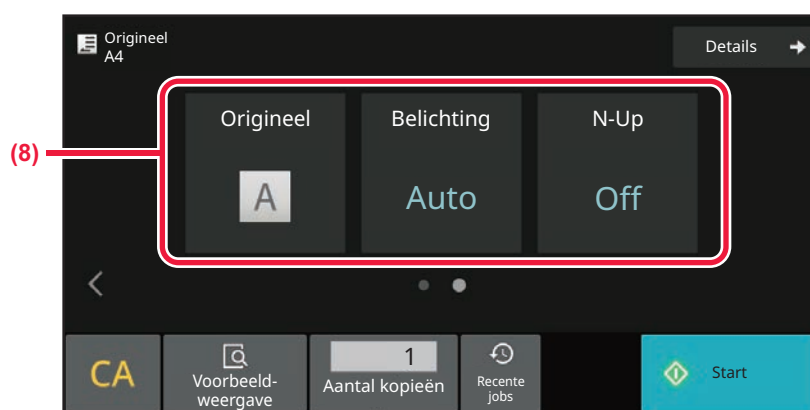 Origineel
A4
Details
(8)
Origineel
Belichting
N-Up
A
Auto
Off
CA
Voorbeeld-
weergave
1
Aantal kopieën
Recente
jobs
Start